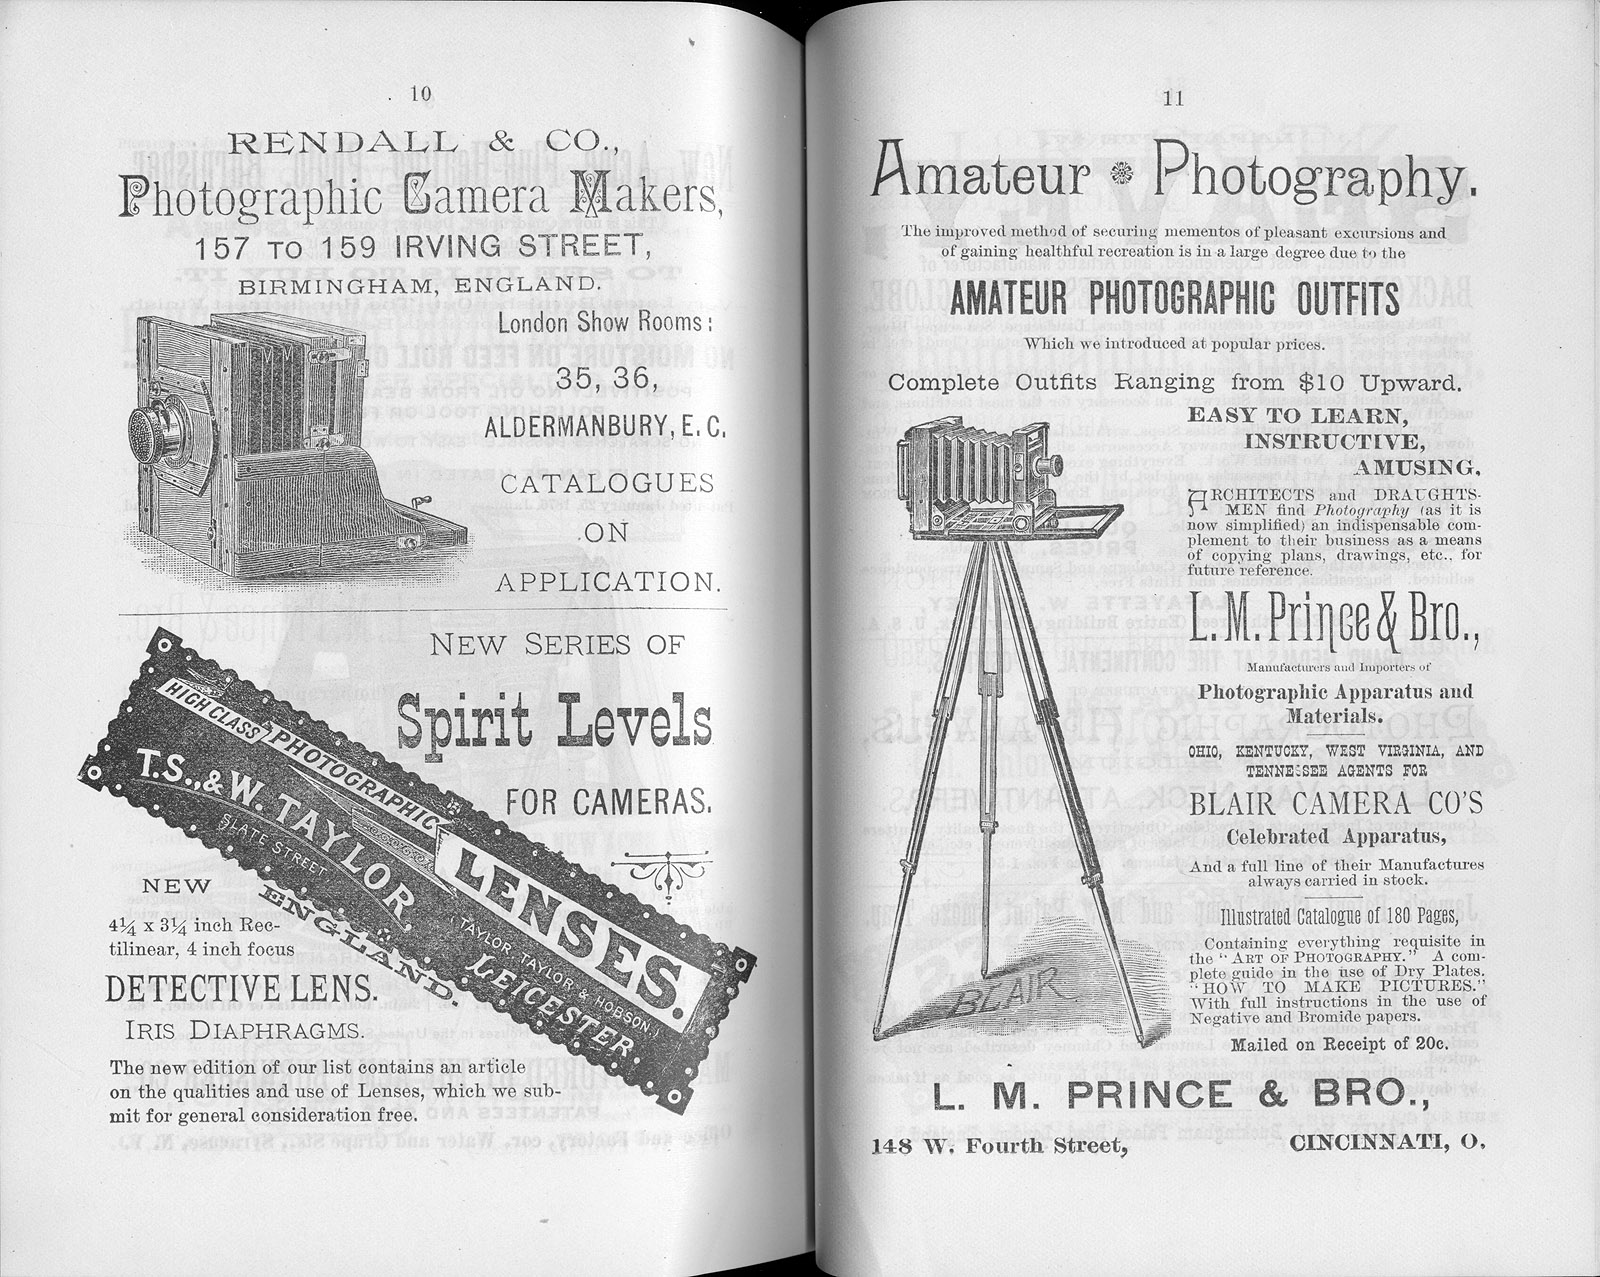 10
RENDALL & CO.,
Photographic Camera Makers,
157 TO 159 IRVING STREET,
BIRMINGHAM, ENGLAND.
London Show Rooms:
35, 36,
ALDERMANBURY, E. C.
CATALOGUES
ON
APPLICATION.
NEW SERIES OF
Spirit Levels
FOR CAMERAS.
HIGH CLASS PHOTOGRAPHIC LENSES.
T. S., & W. TAYLOR,
SLATE STREET
(TAYLOR, TAYLOR & HOBSON)
LEICESTER
ENGLAND.
NEW
4¼ x 3¼ inch Rec-
tilinear, 4 inch focus
DETECTIVE LENS.
IRIS DIAPHRAGMS.
The new edition of our list contains an article
on the qualities and use of Lenses, which we sub-
mit for general consideration free.
11
Amateur Photography.
The improved method of securing mementos of pleasant excursions and
of gaining healthful recreation is in a large degree due to the
AMATEUR PHOTOGRAPHIC OUTFITS
Which we introduced at popular prices.
Complete Outfits Ranging from $10 Upward.
EASY TO LEARN,
INSTRUCTIVE,
AMUSING.
ARCHITECTS and DRAUGHTS-
MEN find Photography (as it is
now simplified) an indispensable com-
plement to their business as a means
of copying plans, drawings, etc., for
future reference.
L. M. Prince & Bro.,
Manufacturers and Importers of
Photographic Apparatus and
Materials.
OHIO, KENTUCKY, WEST VIRGINIA, AND
TENNESSEE AGENTS FOR
BLAIR CAMERA CO'S
Celebrated Apparatus,
And a full line of their Manufactures
always carried in stock.
Illustrated Catalogue of 180 Pages,
Containing everything requisite in
the "ART OF PHOTOGRAPHY." A com-
plete guide in the use of Dry Plates.
"HOW TO MAKE PICTURES."
With full instructions in the use of
Negative and Bromide papers.
Mailed on Receipt of 20c.
BLAIR
L. M. PRINCE & BRO.,
148 W. Fourth Street, CINCINNATI, O.